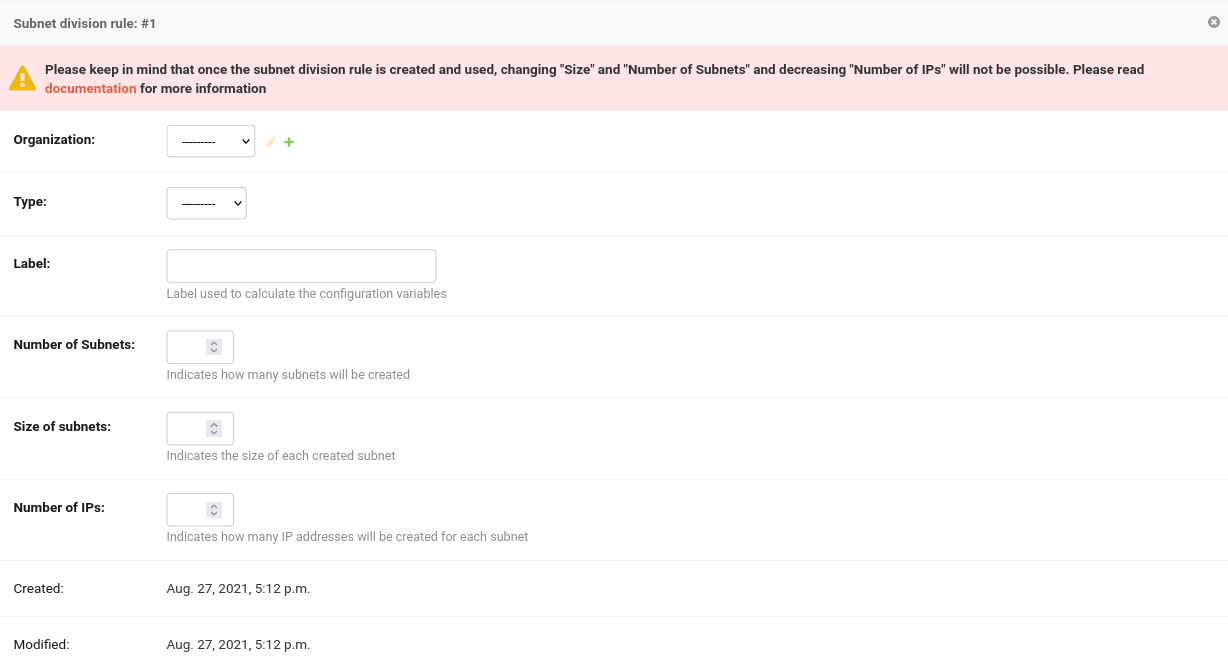 Subnet division rule: #1
Please keep in mind that once the subnet division rule is created and used, changing "Size" and "Number of Subnets" and decreasing "Number of IPs" will not be possible. Please read
documentation for more information
Organization:
---------
Type:
---------
Label:
Label used to calculate the configuration variables
Number of Subnets:
Indicates how many subnets will be created
Size of subnets:
Indicates the size of each created subnet
Number of IPs:
Indicates how many IP addresses will be created for each subnet
Created: Aug. 27, 2021, 5:12 p.m.
Modified: Aug. 27, 2021, 5:12 p.m.